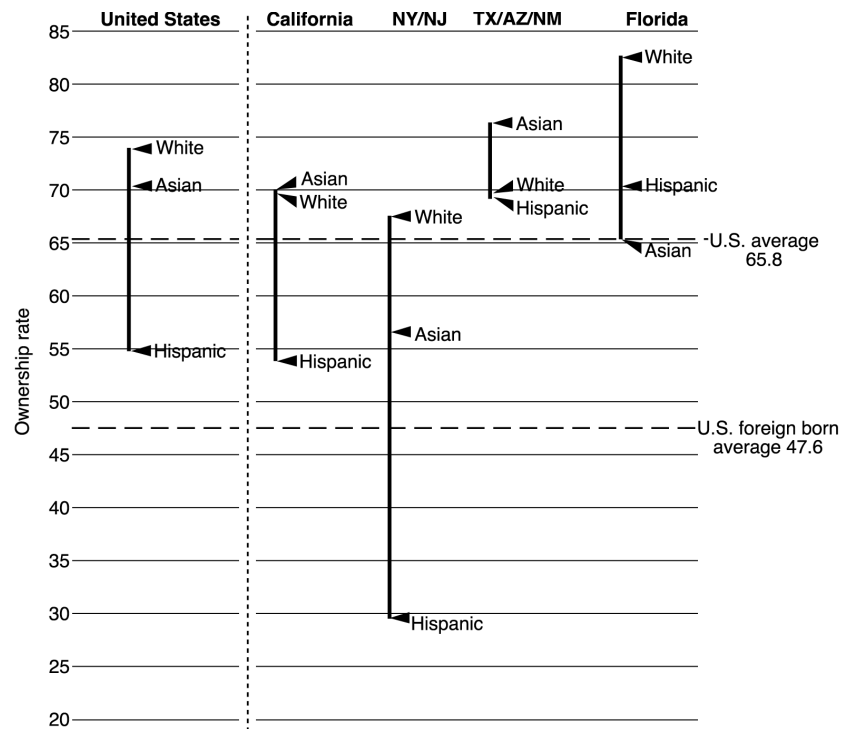 United States California NY/NJ TX/AZ/NM Florida
85
White
80
75
Asian
White
Asian
Asian
White
Hispanic
70
White
Hispanic
White
65
U.S. average
65.8
Asian
60
Asian
55
Hispanic
Hispanic
Ownership rate
50
U.S. foreign born
average 47.6
45
40
35
30
Hispanic
25
20